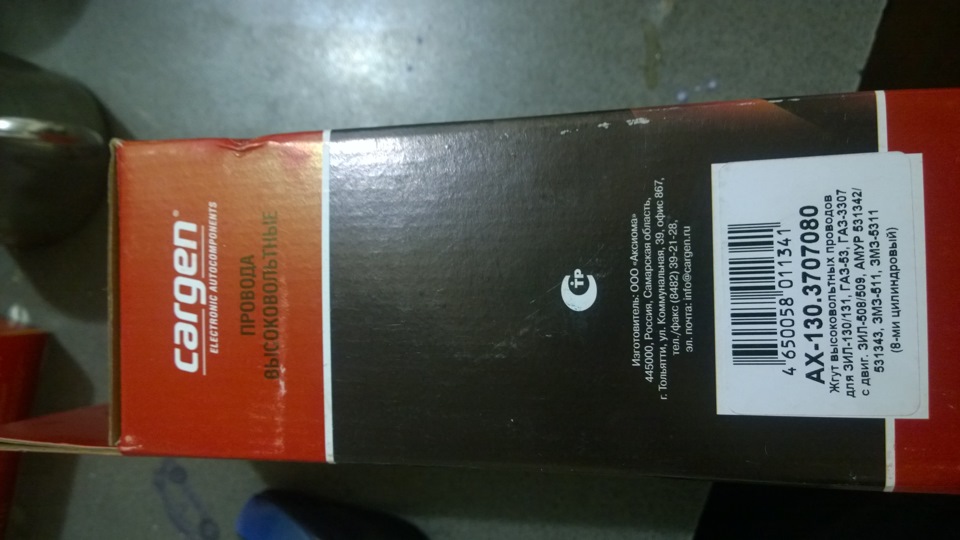 cargen®
ELECTRONIC AUTOCOMPONENTS
ПРОВОДА
ВЫСОКОВОЛЬТНЫЕ
Изготовитель: ООО «Аксиома»
445000, Россия, Самарская область,
г. Тольятти, ул. Коммунальная, 39, офис 867,
тел./факс (8482) 39-21-28,
эл. почта: info@cargen.ru
4 650058 011341
АХ-130.3707080
Жгут высоковольтных проводов
для ЗИЛ-130/131, ГАЗ-53, ГАЗ-3307
с двиг. ЗИЛ-508/509, АМУР 531342/
531343, ЗМЗ-511, ЗМЗ-5311
(8-ми цилиндровый)